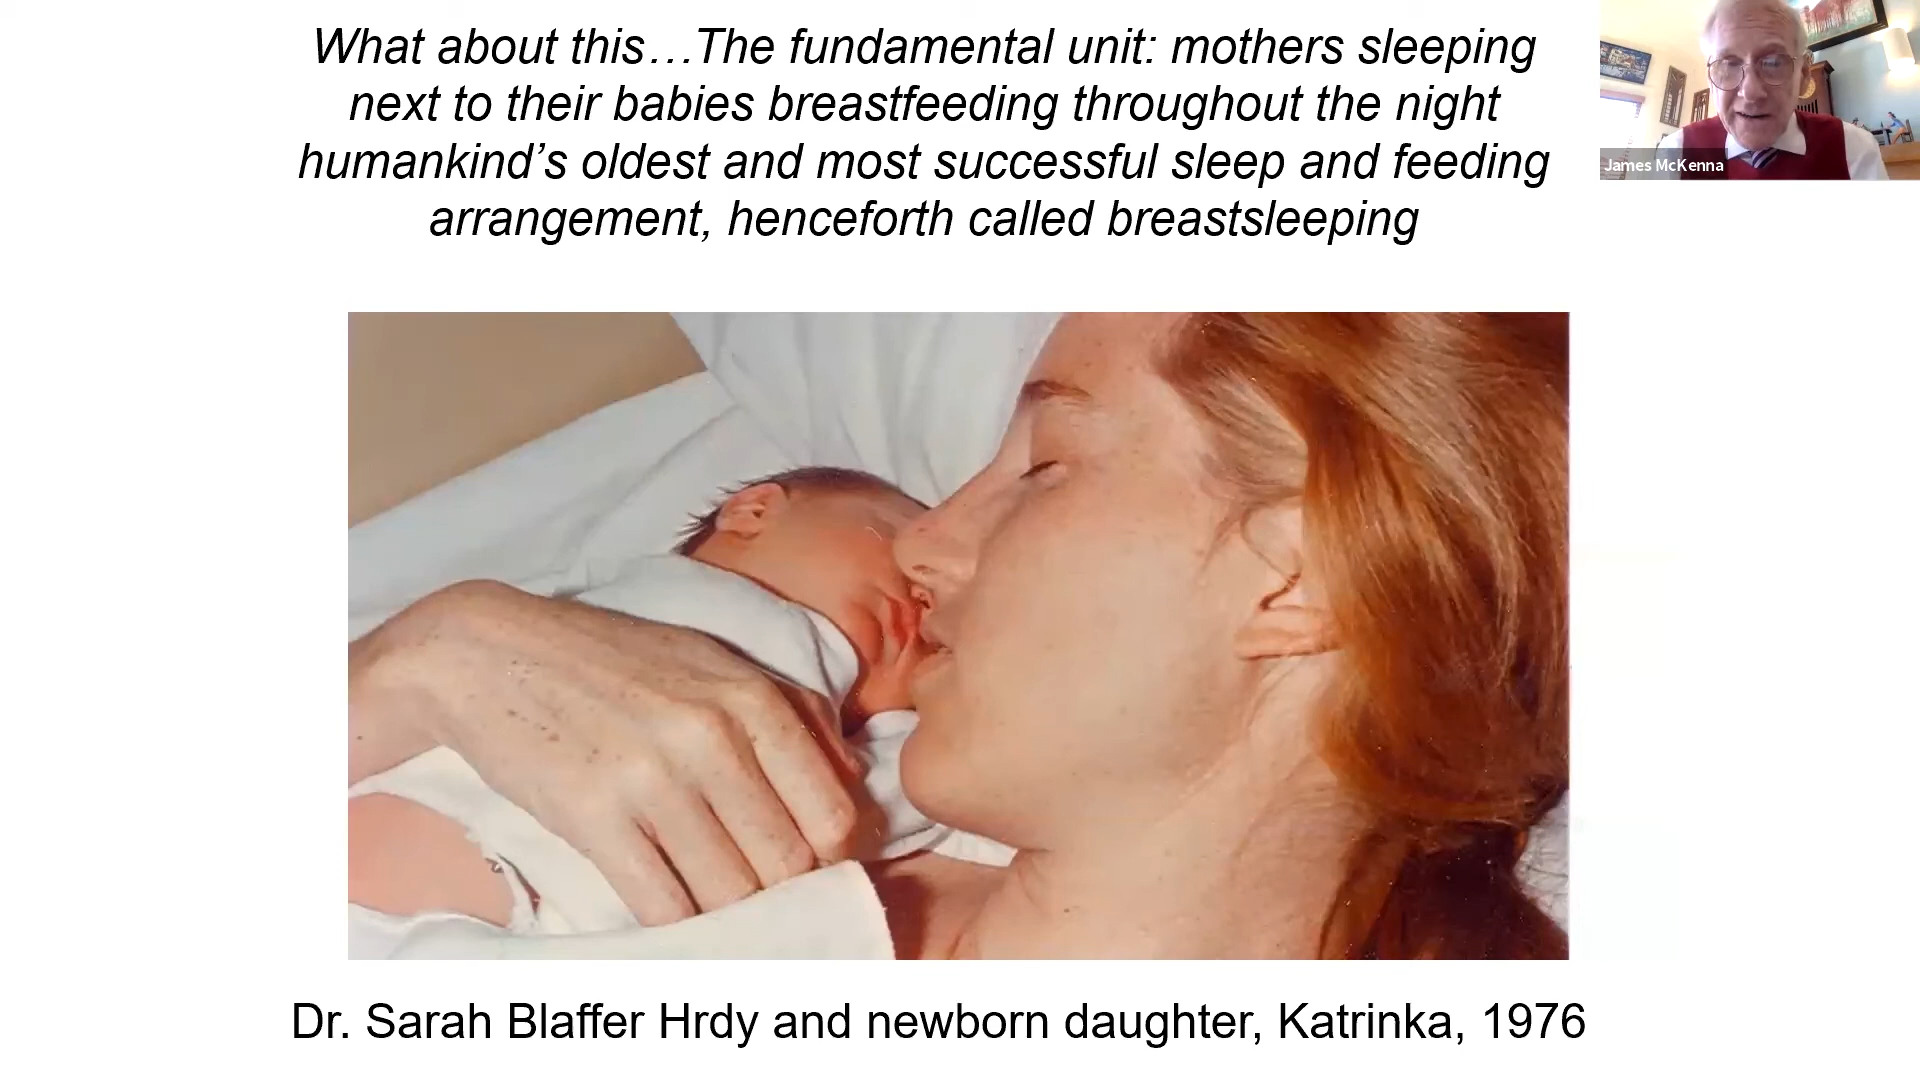 What about this…The fundamental unit: mothers sleeping
next to their babies breastfeeding throughout the night
humankind’s oldest and most successful sleep and feeding
arrangement, henceforth called breastsleeping
James McKenna
Dr. Sarah Blaffer Hrdy and newborn daughter, Katrinka, 1976